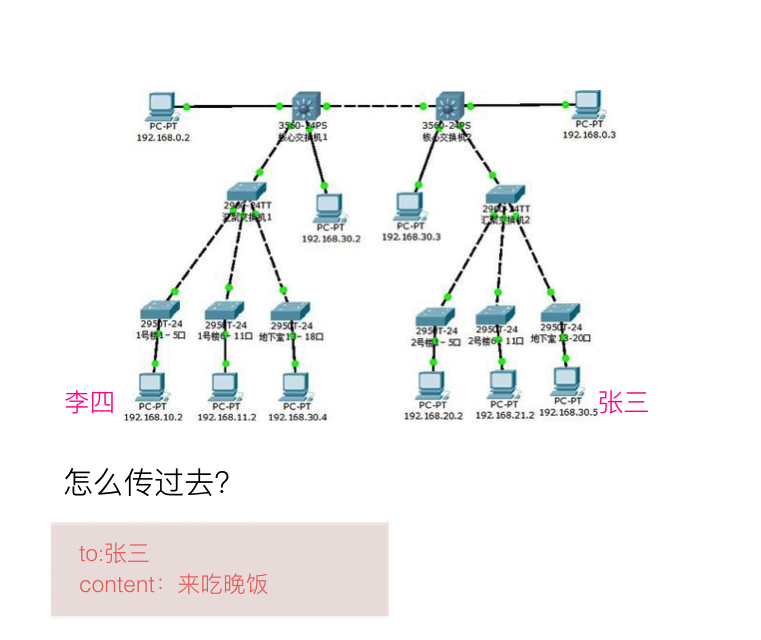 PC-PT
192.168.0.2
3560-24PS
核心交换机1
3560-24PS
核心交换机2
PC-PT
192.168.0.3
24TT
汇聚交换机1
PC-PT
192.168.30.2
PC-PT
192.168.30.3
24TT
汇聚交换机2
2950T-24
1号楼1-5口
2950T-24
1号楼6-11口
2950T-24
地下室 18口
2950T-24
2号楼1-5口
2950T-24
2号楼6-11口
2950T-24
地下室18-20口
李四
PC-PT
192.168.10.2
PC-PT
192.168.11.2
PC-PT
192.168.30.4
PC-PT
192.168.20.2
PC-PT
192.168.21.2
PC-PT
192.168.30.5
张三
怎么传过去?
to:张三
content：来吃晚饭